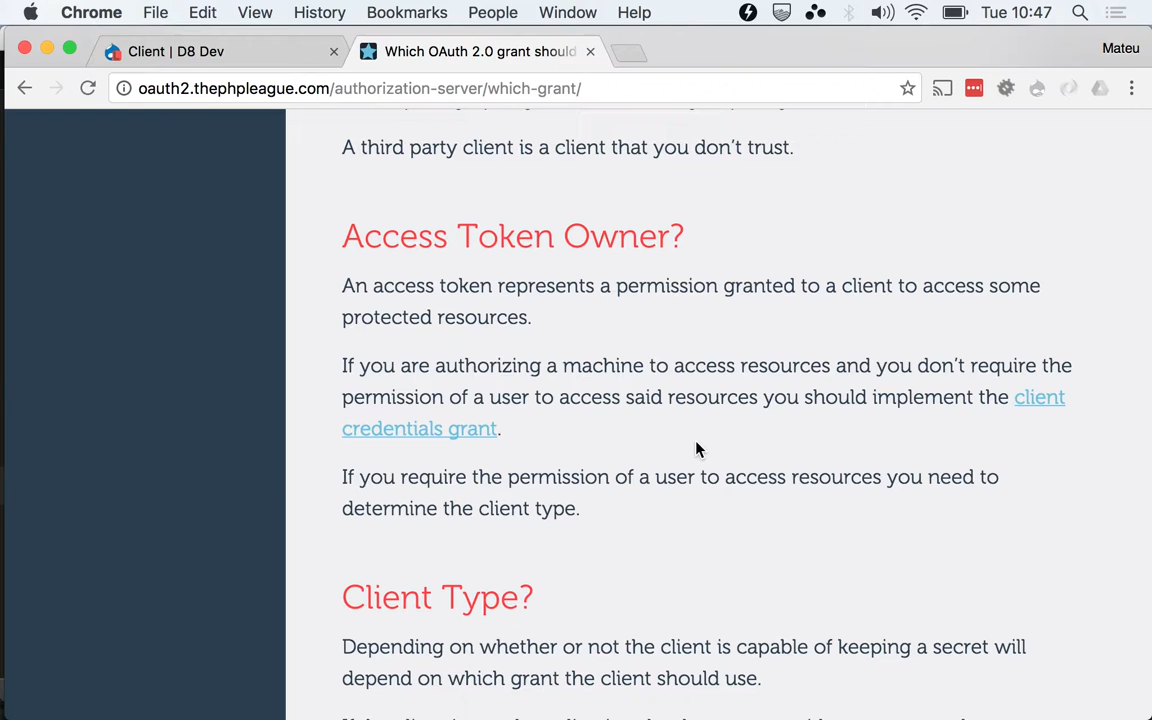 Chrome File Edit View History Bookmarks People Window Help Tue 10:47
Client | D8 Dev
Which OAuth 2.0 grant should
Mateu
oauth2.thephpleague.com/authorization-server/which-grant/
A third party client is a client that you don’t trust.
Access Token Owner?
An access token represents a permission granted to a client to access some
protected resources.
If you are authorizing a machine to access resources and you don’t require the
permission of a user to access said resources you should implement the client
credentials grant.
If you require the permission of a user to access resources you need to
determine the client type.
Client Type?
Depending on whether or not the client is capable of keeping a secret will
depend on which grant the client should use.